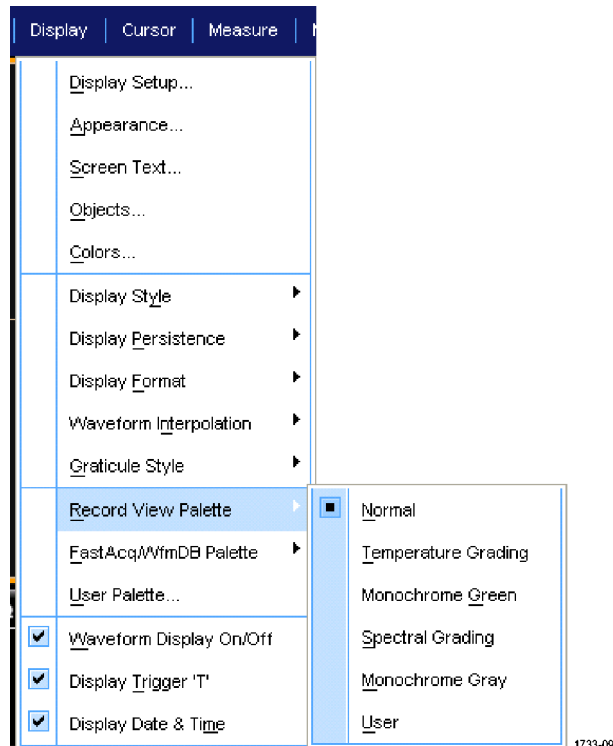 Display Cursor Measure
Display Setup...
Appearance...
Screen Text...
Objects...
Colors...
Display Style
Display Persistence
Display Format
Waveform Interpolation
Graticule Style
Record View Palette
FastAcq/WfmDB Palette
User Palette...
Waveform Display On/Off
Display Trigger 'T'
Display Date & Time
Normal
Temperature Grading
Monochrome Green
Spectral Grading
Monochrome Gray
User